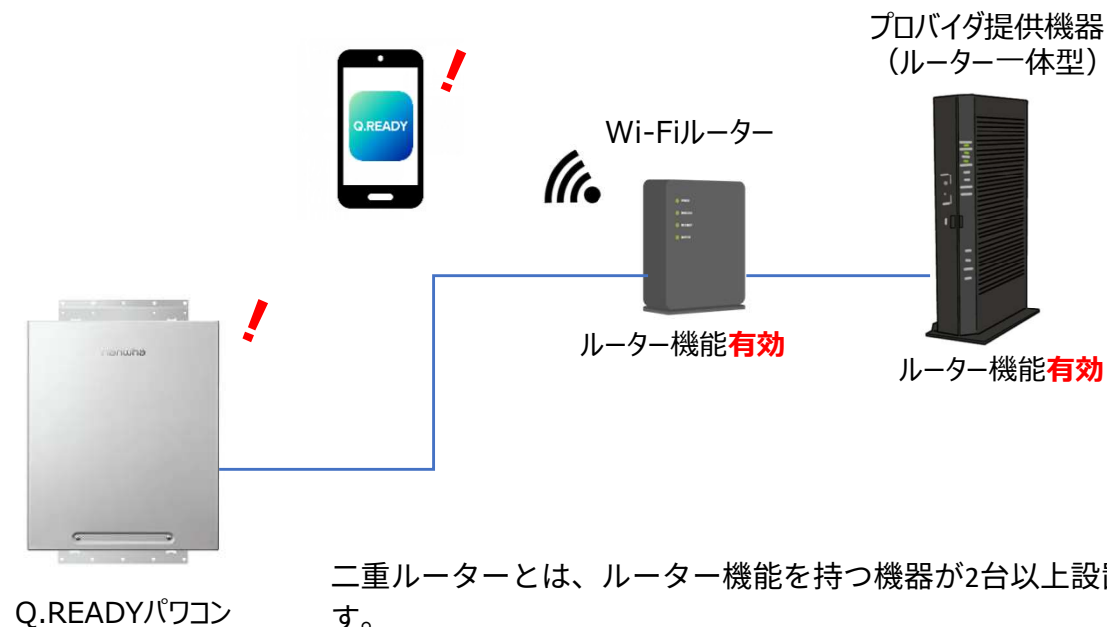 プロバイダ提供機器
（ルーター一体型）
Q.READY
Wi-Fiルーター
hanwha
ルーター機能有効
ルーター機能有効
二重ルーターとは、ルーター機能を持つ機器が2台以上設
す。
Q.READYパワコン